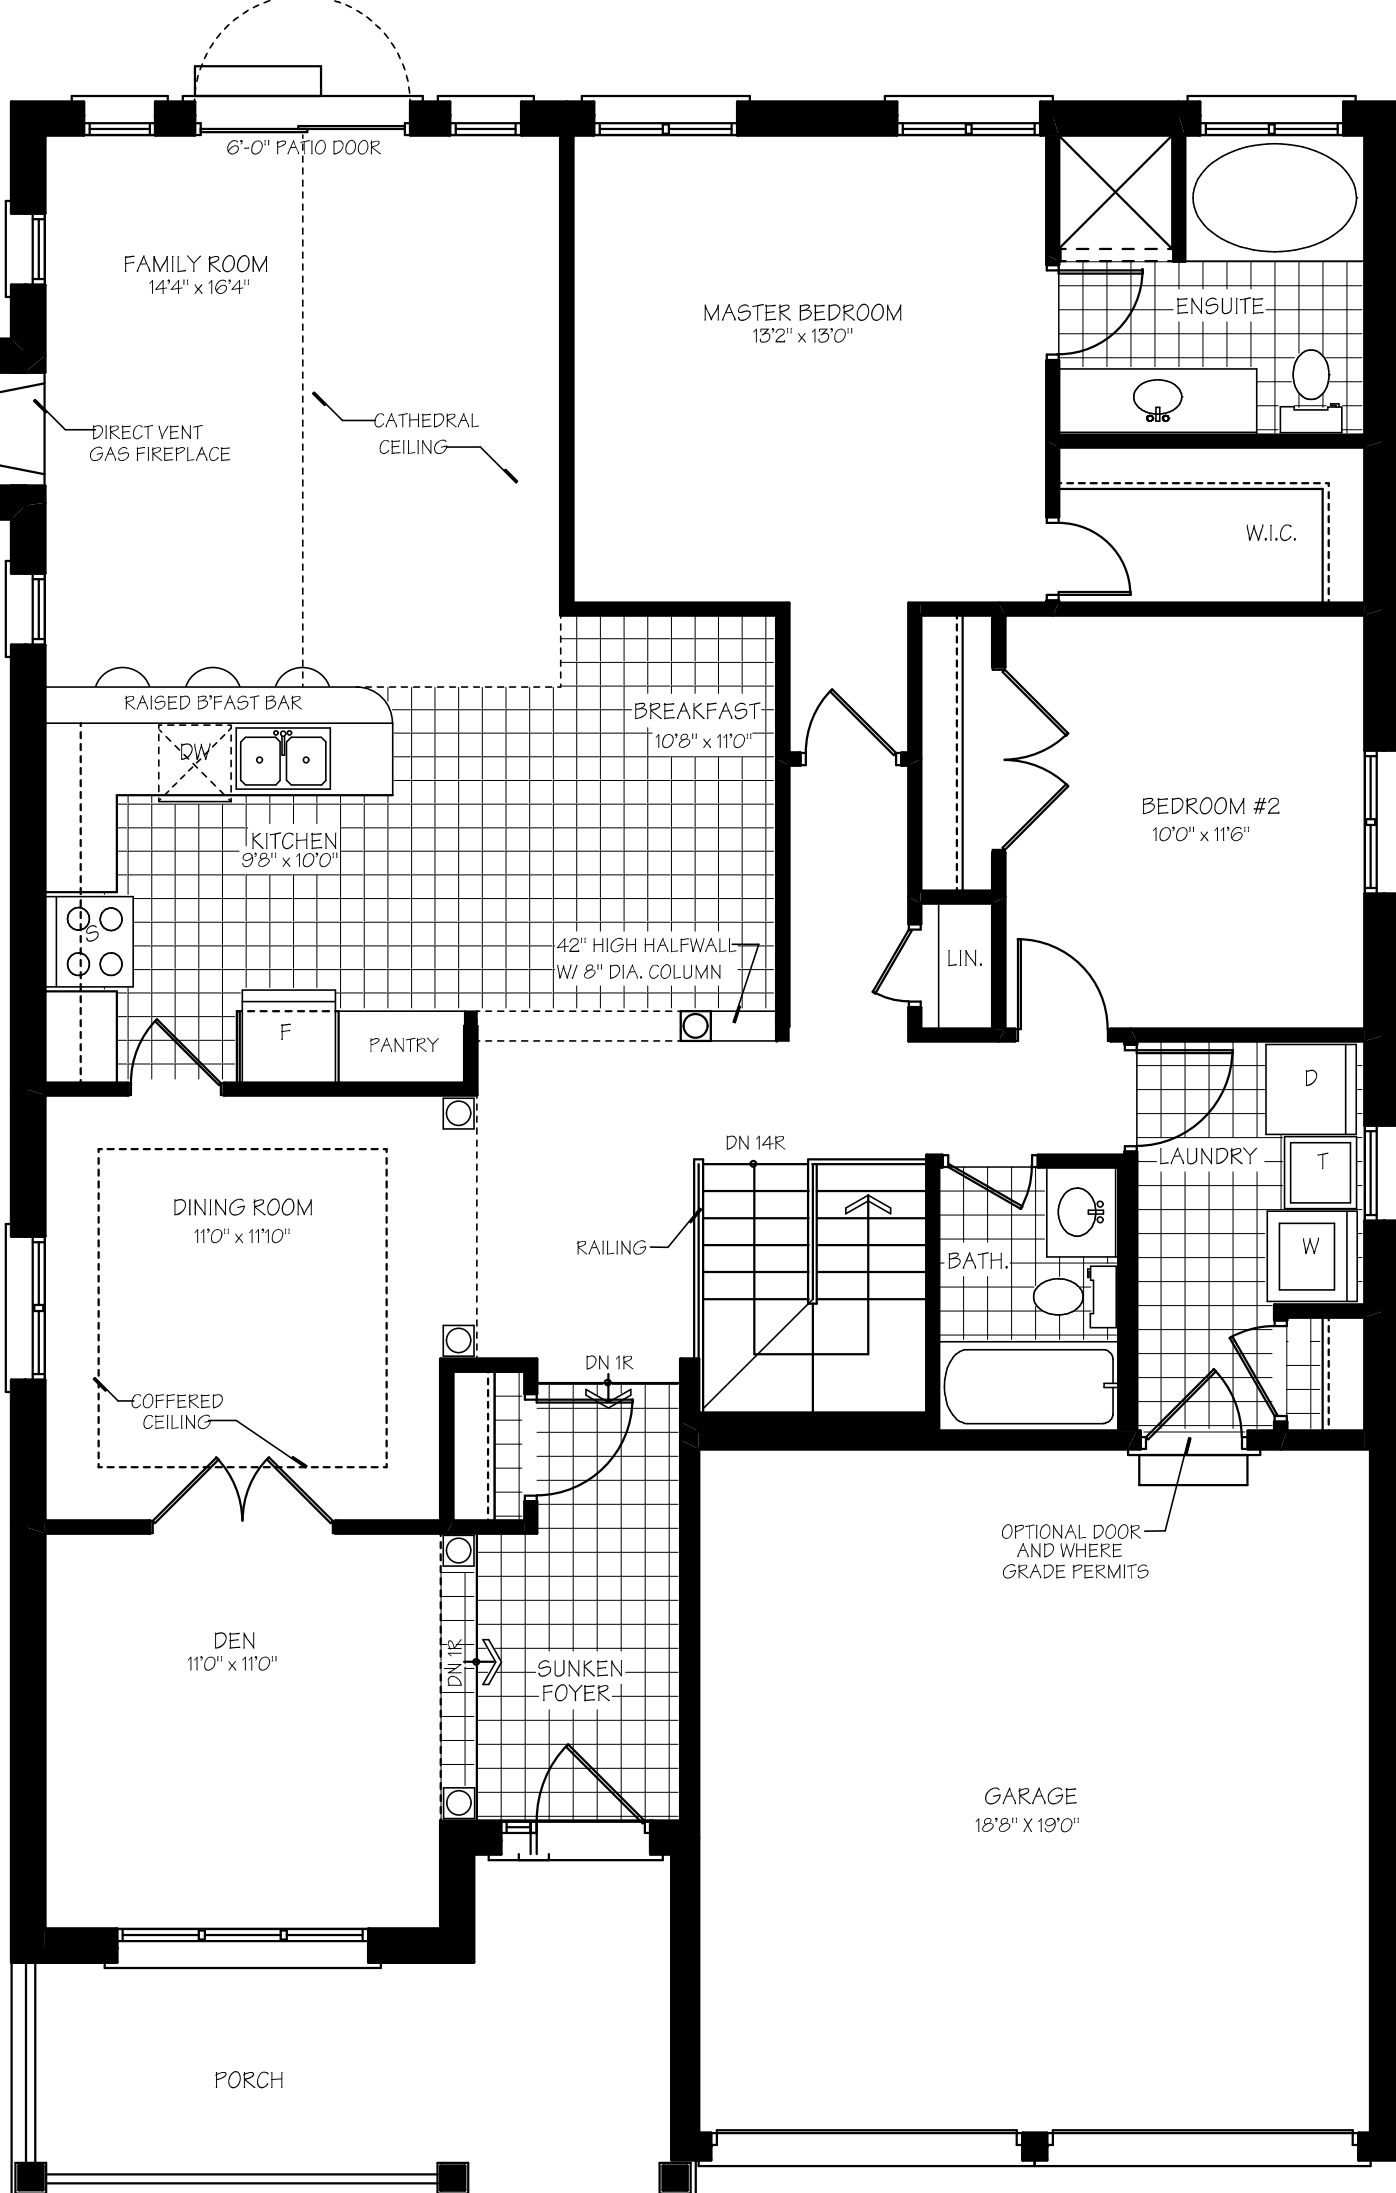 6'-0" PATIO DOOR
FAMILY ROOM
14'4" x 16'4"
MASTER BEDROOM
13'2" x 13'0"
ENSUITE
CATHEDRAL
CEILING
DIRECT VENT
GAS FIREPLACE
W.I.C.
RAISED B'FAST BAR
BREAKFAST
10'8" x 11'0"
DW
KITCHEN
9'8" x 10'0"
BEDROOM #2
10'0" x 11'6"
S
42" HIGH HALFWALL
W/ 8" DIA. COLUMN
LIN.
F
PANTRY
D
DN 14R
LAUNDRY
T
DINING ROOM
11'0" x 11'10"
RAILING
BATH.
W
DN 1R
COFFERED
CEILING
OPTIONAL DOOR
AND WHERE
GRADE PERMITS
DEN
11'0" x 11'0"
DN 1R
SUNKEN
FOYER
GARAGE
18'8" X 19'0"
PORCH